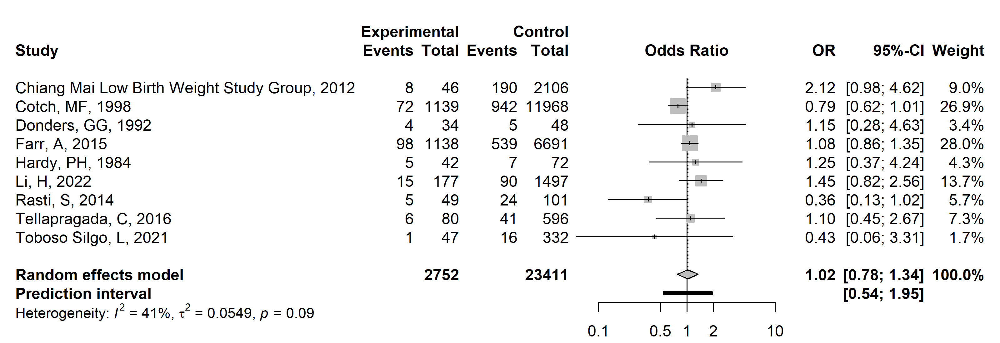 Experimental Control
Study Events Total Events Total Odds Ratio OR 95%-CI Weight
Chiang Mai Low Birth Weight Study Group, 2012 8 46 190 2106 2.12 [0.98; 4.62] 9.0%
Cotch, MF, 1998 72 1139 942 11968 0.79 [0.62; 1.01] 26.9%
Donders, GG, 1992 4 34 5 48 1.15 [0.28; 4.63] 3.4%
Farr, A, 2015 98 1138 539 6691 1.08 [0.86; 1.35] 28.0%
Hardy, PH, 1984 5 42 7 72 1.25 [0.37; 4.24] 4.3%
Li, H, 2022 15 177 90 1497 1.45 [0.82; 2.56] 13.7%
Rasti, S, 2014 5 49 24 101 0.36 [0.13; 1.02] 5.7%
Tellapragada, C, 2016 6 80 41 596 1.10 [0.45; 2.67] 7.3%
Toboso Silgo, L, 2021 1 47 16 332 0.43 [0.06; 3.31] 1.7%
Random effects model 2752 23411 1.02 [0.78; 1.34] 100.0%
Prediction interval [0.54; 1.95]
Heterogeneity: I² = 41%, τ² = 0.0549, p = 0.09
0.1 0.5 1 2 10